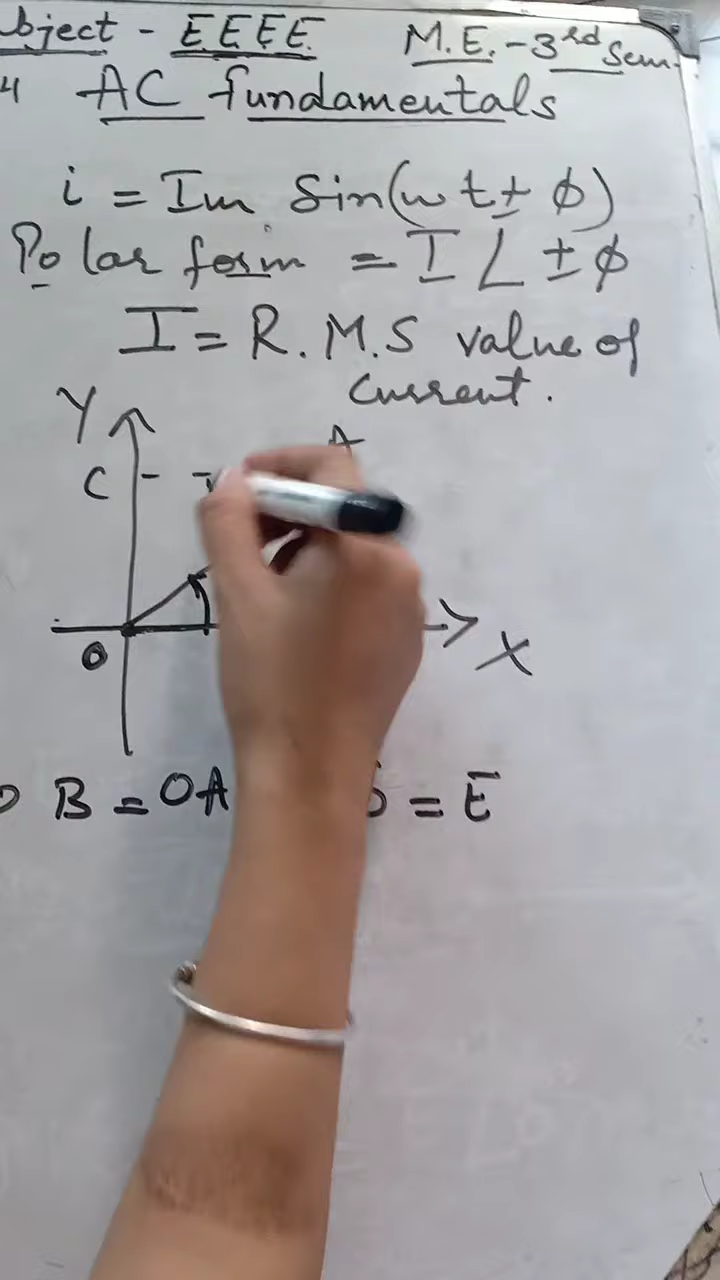 bject - EEEE M.E. - 3rd Sem.
4 AC fundamentals
i = Im Sin(ωt ± φ)
Polar form = I ∠ ± φ
I = R.M.S value of
Current.
Y
A
C
O
X
B = OA = E